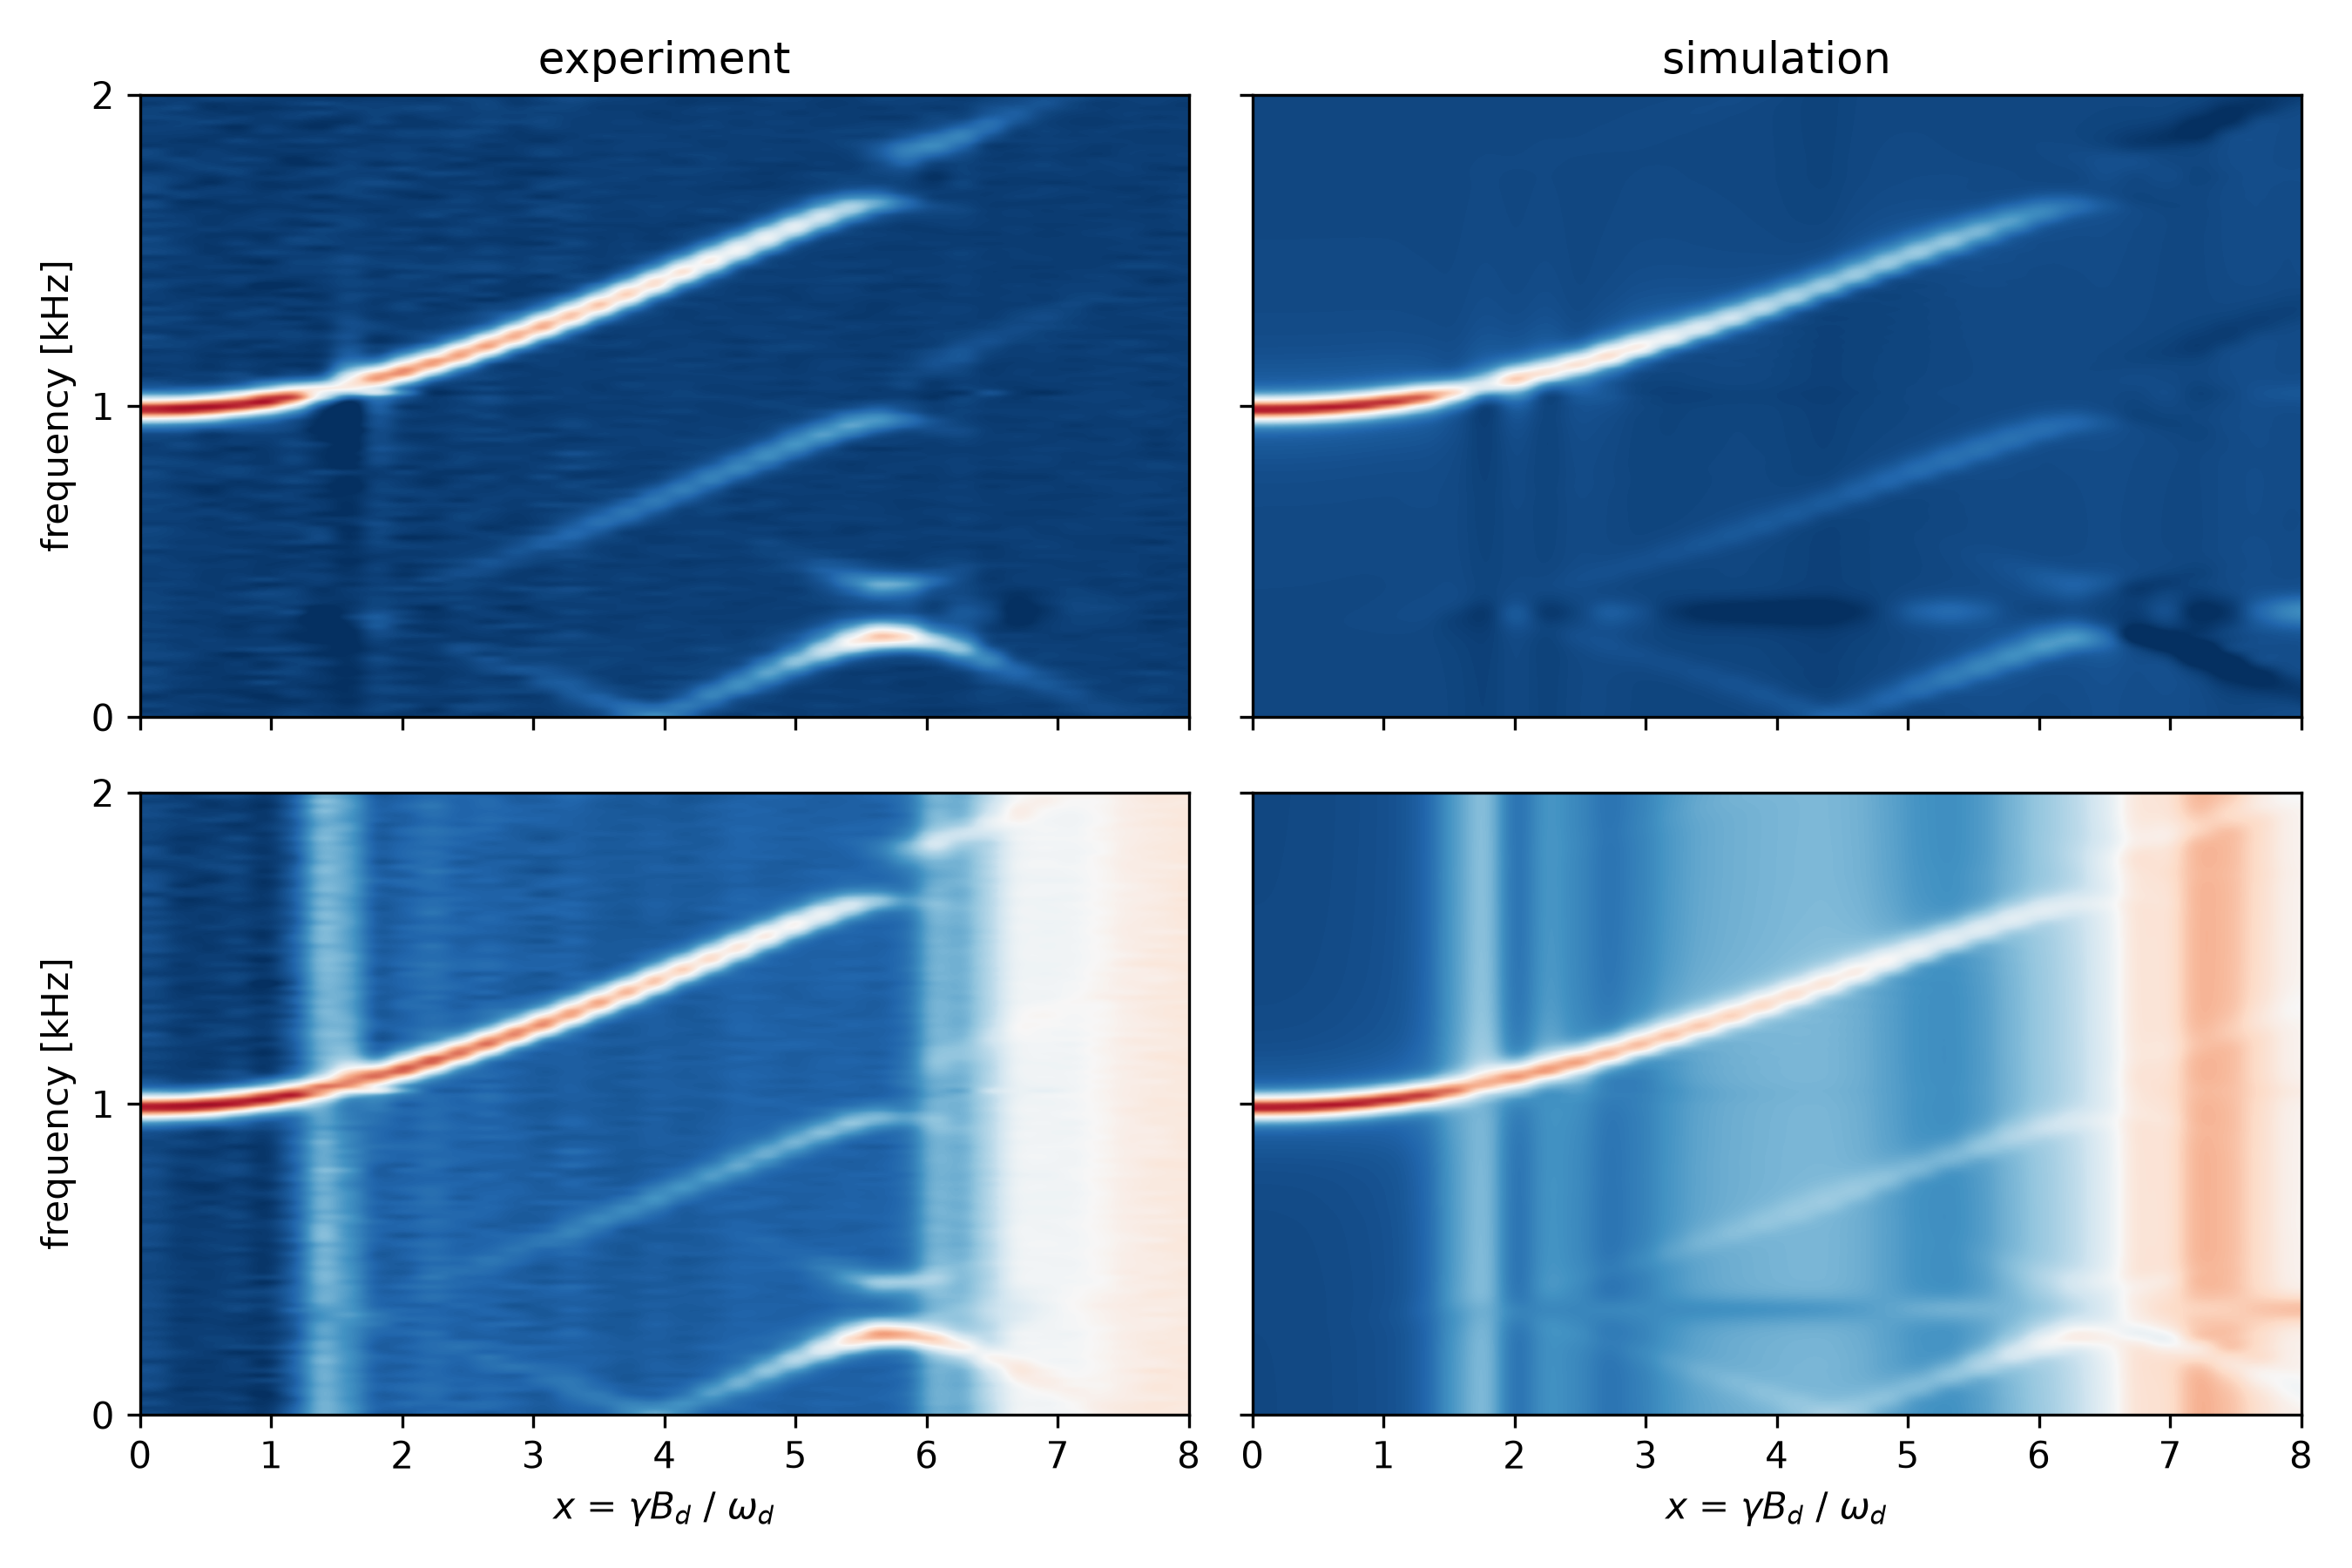 experiment
simulation
2
frequency [kHz]
1
0
2
frequency [kHz]
1
0
0 1 2 3 4 5 6 7 8
0 1 2 3 4 5 6 7 8
x = γB_d / ω_d
x = γB_d / ω_d